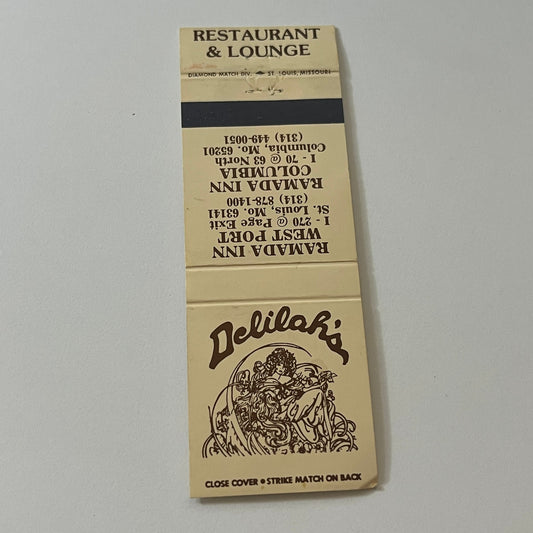 RESTAURANT
& LOUNGE
DIAMOND MATCH DIV. ST. LOUIS, MISSOURI
RAMADA INN
WEST PORT
I - 270 @ Page Exit
St. Louis, Mo. 63141
(314) 878-1400
RAMADA INN
COLUMBIA
I - 70 @ 63 North
Columbia, Mo. 65201
(314) 449-0051
Delilah's
CLOSE COVER • STRIKE MATCH ON BACK